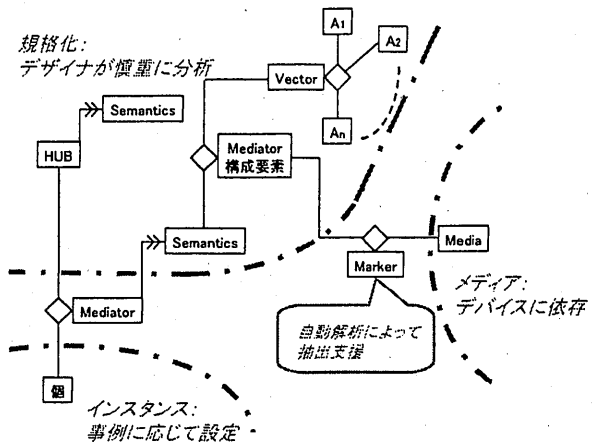 規格化:
デザイナが慎重に分析
A1
A2
Vector
An
Semantics
HUB
Mediator
構成要素
Semantics
Media
Marker
メディア:
デバイスに依存
Mediator
自動解析によって
抽出支援
個
インスタンス:
事例に応じて設定